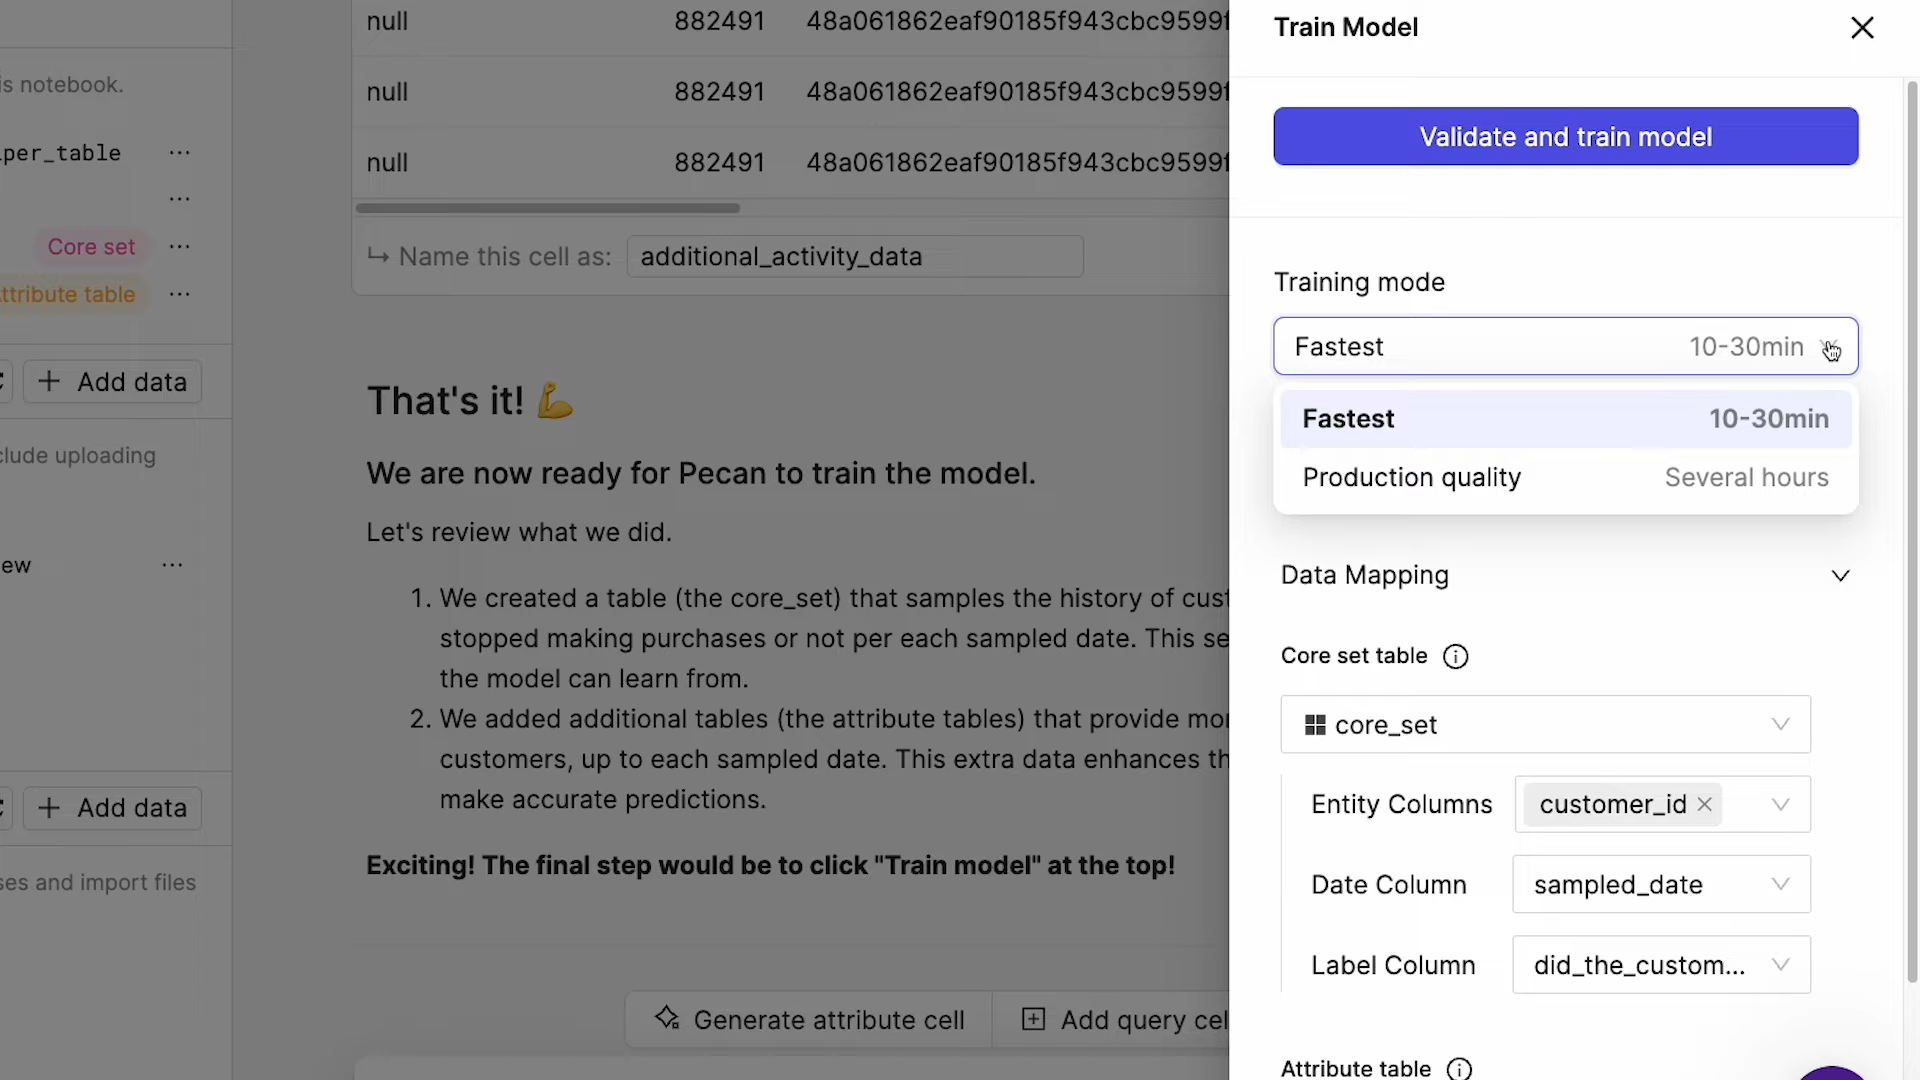 is notebook.
per_table
...
...
Core set
...
ttribute table
...
+ Add data
clude uploading
ew
...
+ Add data
ses and import files
null 882491 48a061862eaf90185f943cbc9599f
null 882491 48a061862eaf90185f943cbc9599f
null 882491 48a061862eaf90185f943cbc9599f
↳ Name this cell as: additional_activity_data
That's it! 💪
We are now ready for Pecan to train the model.
Let's review what we did.
1. We created a table (the core_set) that samples the history of cust
stopped making purchases or not per each sampled date. This se
the model can learn from.
2. We added additional tables (the attribute tables) that provide mor
customers, up to each sampled date. This extra data enhances th
make accurate predictions.
Exciting! The final step would be to click "Train model" at the top!
Generate attribute cell
Add query cel
Train Model
Validate and train model
Training mode
Fastest 10-30min
Fastest 10-30min
Production quality Several hours
Data Mapping
Core set table
core_set
Entity Columns customer_id
Date Column sampled_date
Label Column did_the_custom...
Attribute table